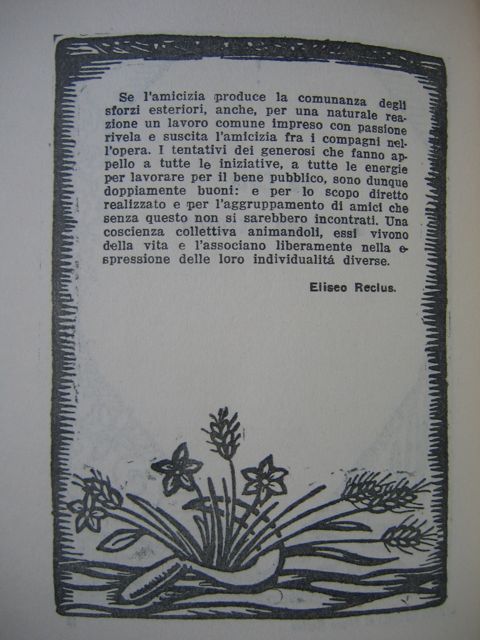 Se l'amicizia produce la comunanza degli
sforzi esteriori, anche, per una naturale rea-
zione un lavoro comune impreso con passione
rivela e suscita l'amicizia fra i compagni nel-
l'opera. I tentativi dei generosi che fanno ap-
pello a tutte le iniziative, a tutte le energie
per lavorare per il bene pubblico, sono dunque
doppiamente buoni: e per lo scopo diretto
realizzato e per l'aggruppamento di amici che
senza questo non si sarebbero incontrati. Una
coscienza collettiva animandoli, essi vivono
della vita e l'associano liberamente nella e-
spressione delle loro individualitá diverse.
Eliseo Reclus.